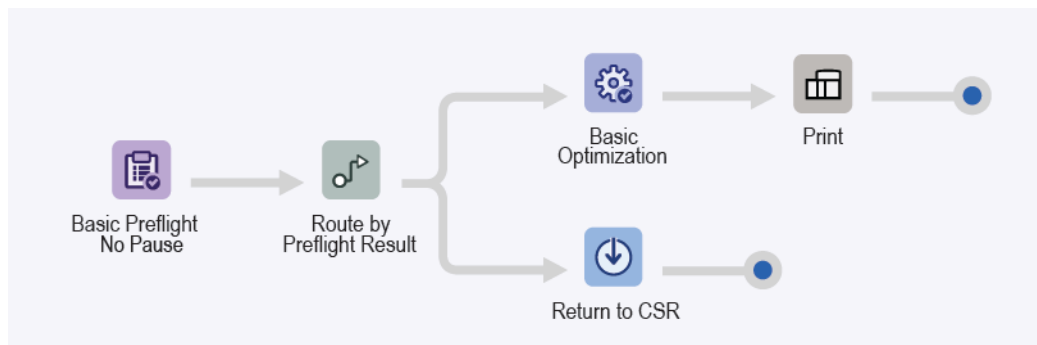 Basic Preflight
No Pause
Route by
Preflight Result
Basic
Optimization
Print
Return to CSR